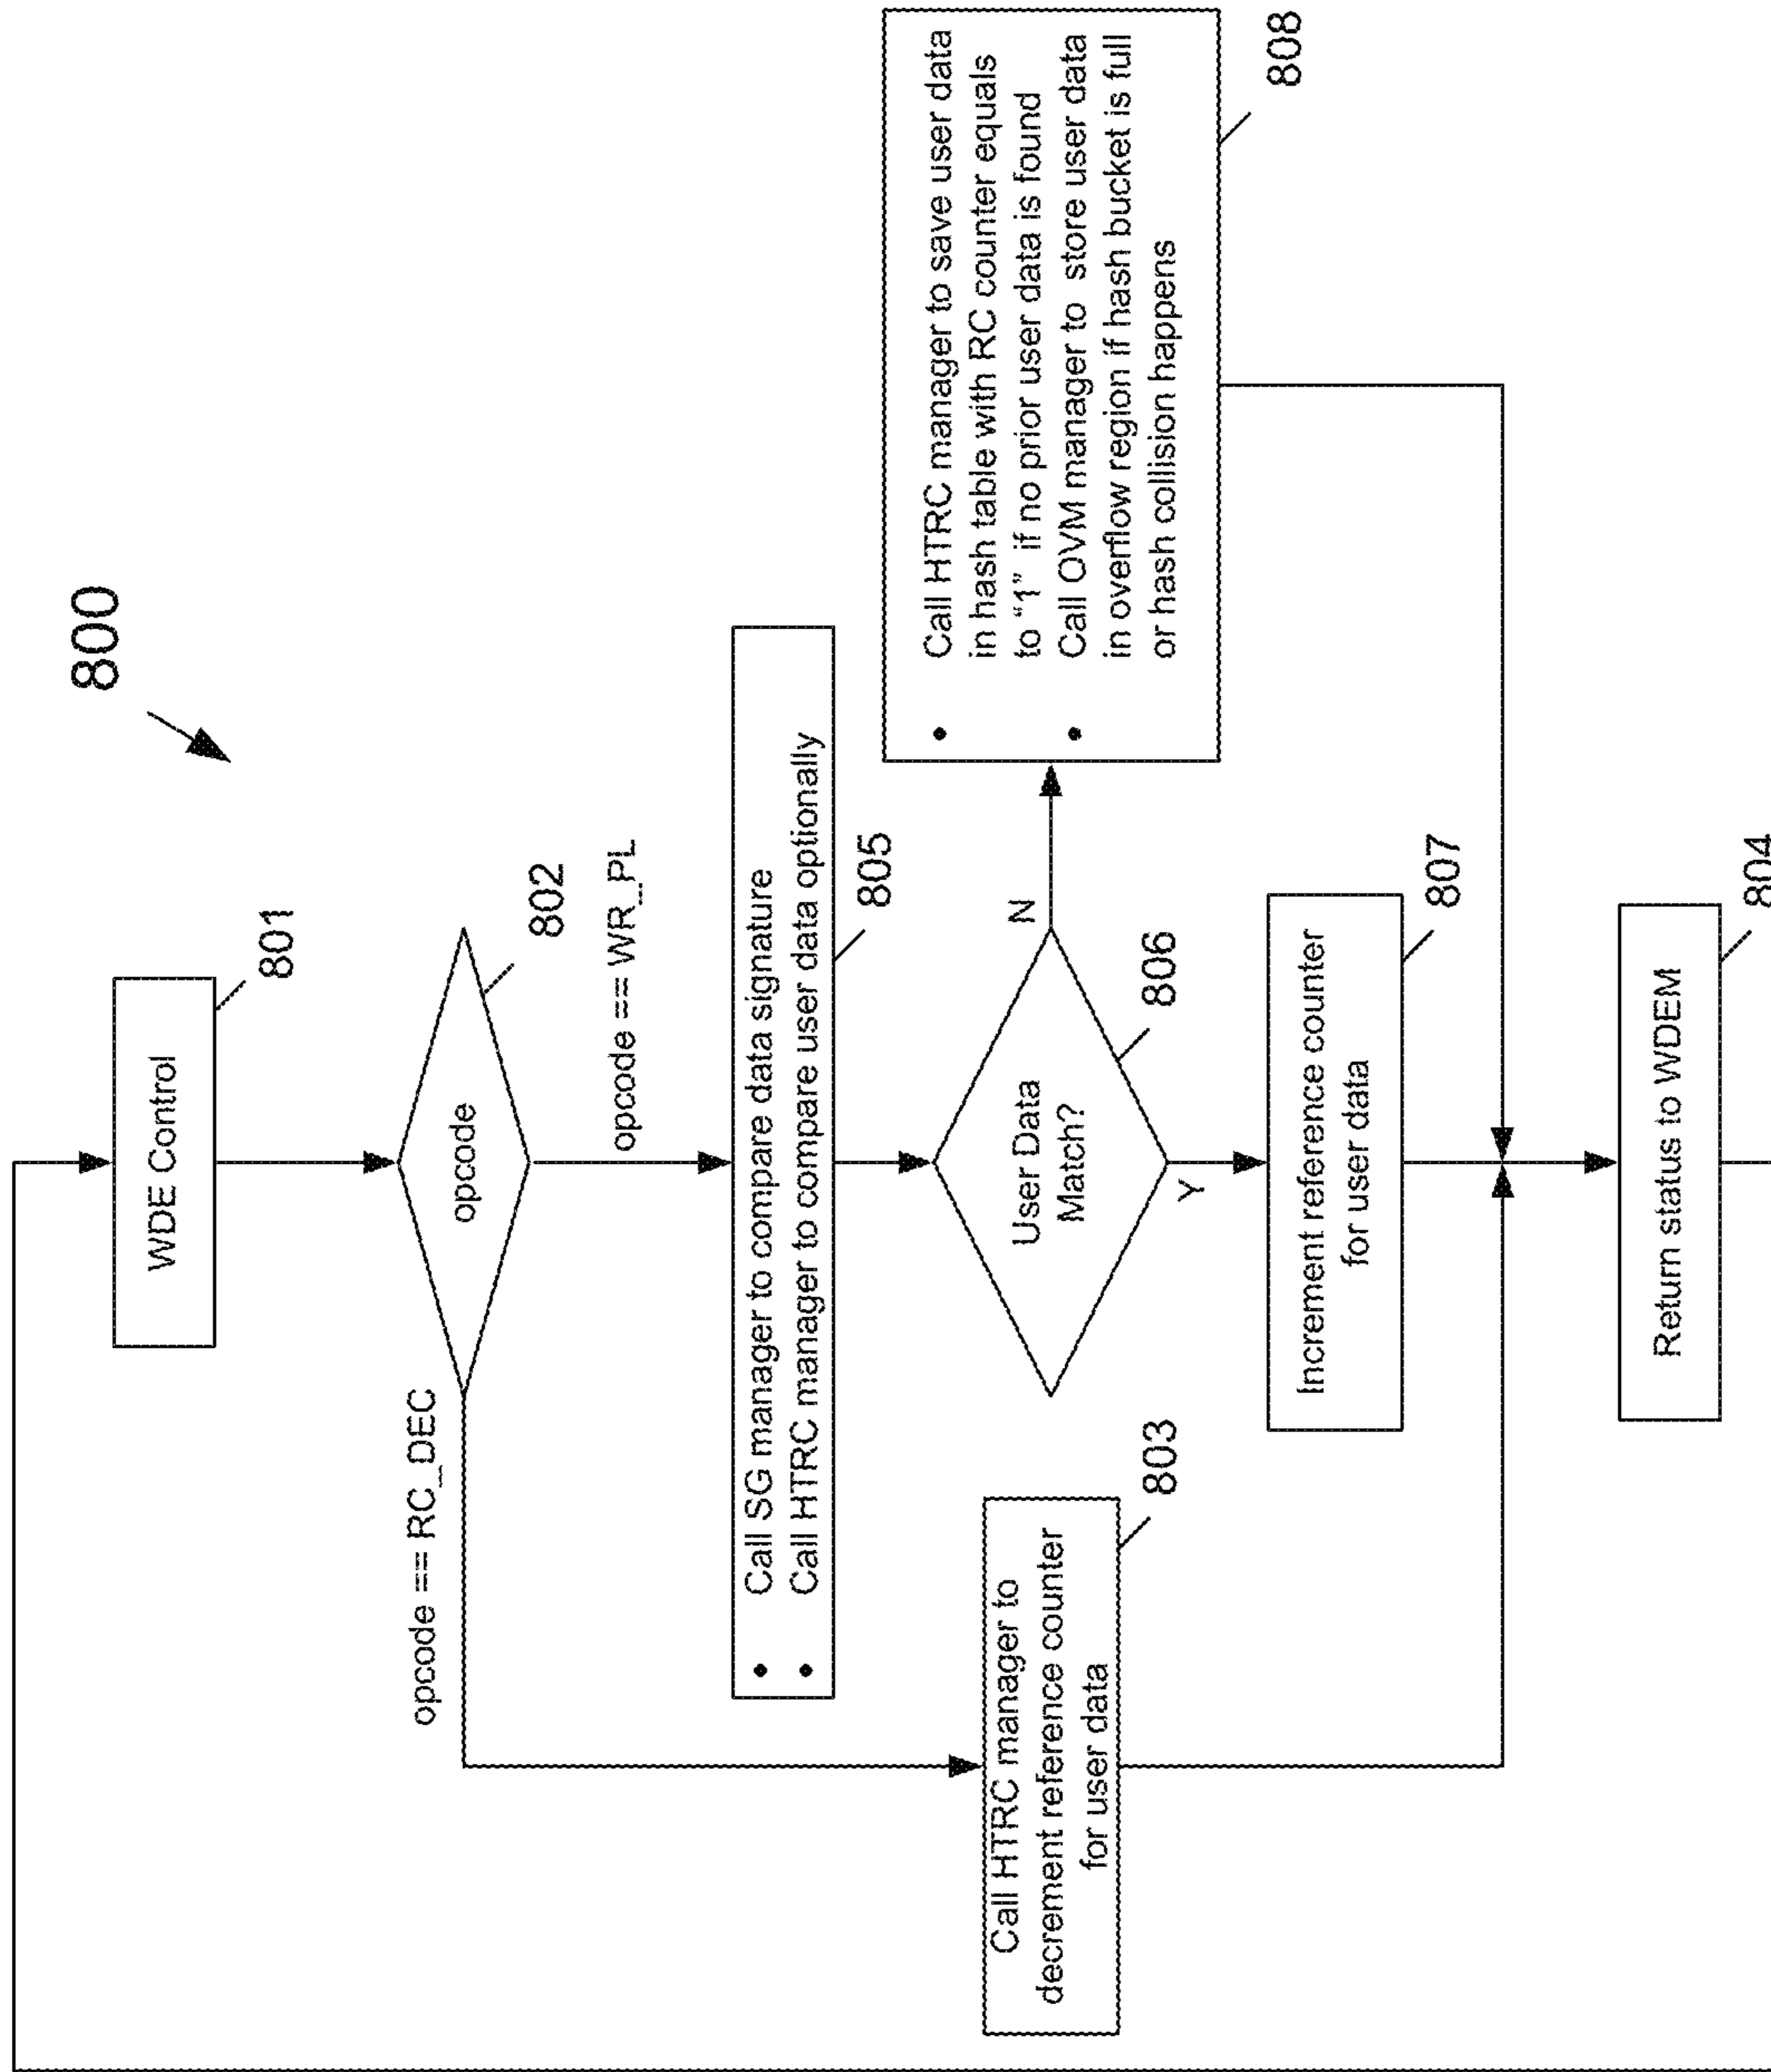 800
WDE Control
801
opcode
802
opcode == RC_DEC
opcode == WR_PL
• Call SG manager to compare data signature
• Call HTRC manager to compare user data optionally
805
User Data
Match?
806
N
Y
Call HTRC manager to
decrement reference counter
for user data
803
Increment reference counter
for user data
807
• Call HTRC manager to save user data
in hash table with RC counter equals
to “1” if no prior user data is found
• Call OVM manager to store user data
in overflow region if hash bucket is full
or hash collision happens
808
Return status to WDEM
804